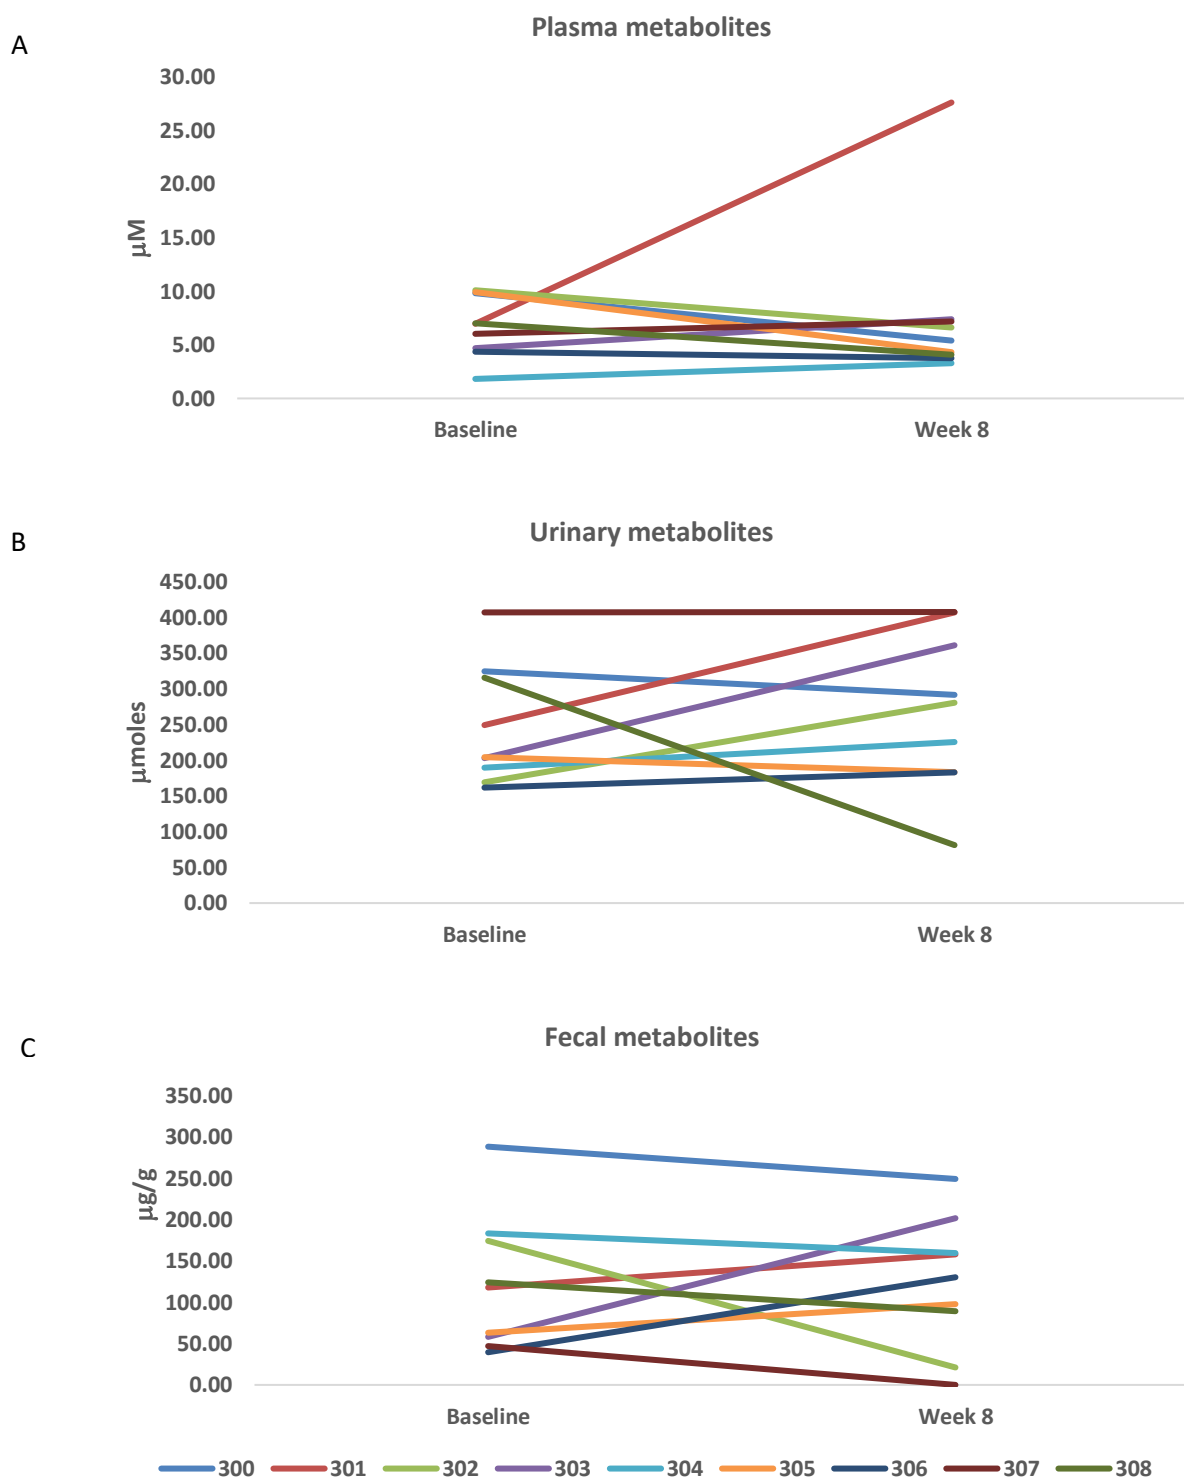 A
Plasma metabolites
30.00
25.00
20.00
15.00
10.00
5.00
0.00
µM
Baseline Week 8
B
Urinary metabolites
450.00
400.00
350.00
300.00
250.00
200.00
150.00
100.00
50.00
0.00
µmoles
Baseline Week 8
C
Fecal metabolites
350.00
300.00
250.00
200.00
150.00
100.00
50.00
0.00
µg/g
Baseline Week 8
300 301 302 303 304 305 306 307 308